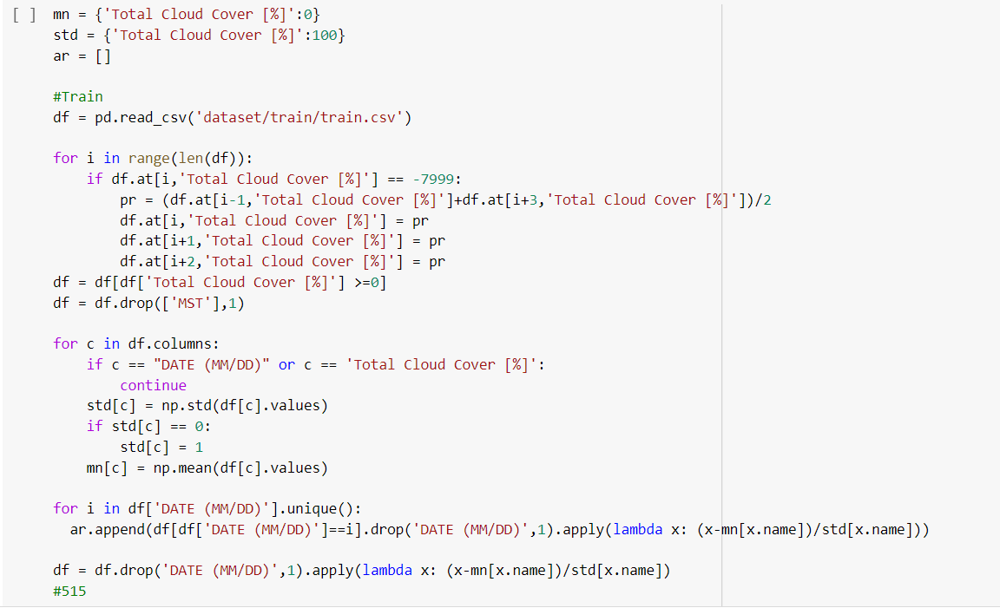 [ ] mn = {'Total Cloud Cover [%]':0}
std = {'Total Cloud Cover [%]':100}
ar = []
#Train
df = pd.read_csv('dataset/train/train.csv')
for i in range(len(df)):
    if df.at[i,'Total Cloud Cover [%]'] == -7999:
        pr = (df.at[i-1,'Total Cloud Cover [%]']+df.at[i+3,'Total Cloud Cover [%]'])/2
        df.at[i,'Total Cloud Cover [%]'] = pr
        df.at[i+1,'Total Cloud Cover [%]'] = pr
        df.at[i+2,'Total Cloud Cover [%]'] = pr
df = df[df['Total Cloud Cover [%]'] >=0]
df = df.drop(['MST'],1)
for c in df.columns:
    if c == "DATE (MM/DD)" or c == 'Total Cloud Cover [%]':
        continue
    std[c] = np.std(df[c].values)
    if std[c] == 0:
        std[c] = 1
    mn[c] = np.mean(df[c].values)
for i in df['DATE (MM/DD)'].unique():
  ar.append(df[df['DATE (MM/DD)']==i].drop('DATE (MM/DD)',1).apply(lambda x: (x-mn[x.name])/std[x.name]))
df = df.drop('DATE (MM/DD)',1).apply(lambda x: (x-mn[x.name])/std[x.name])
#515